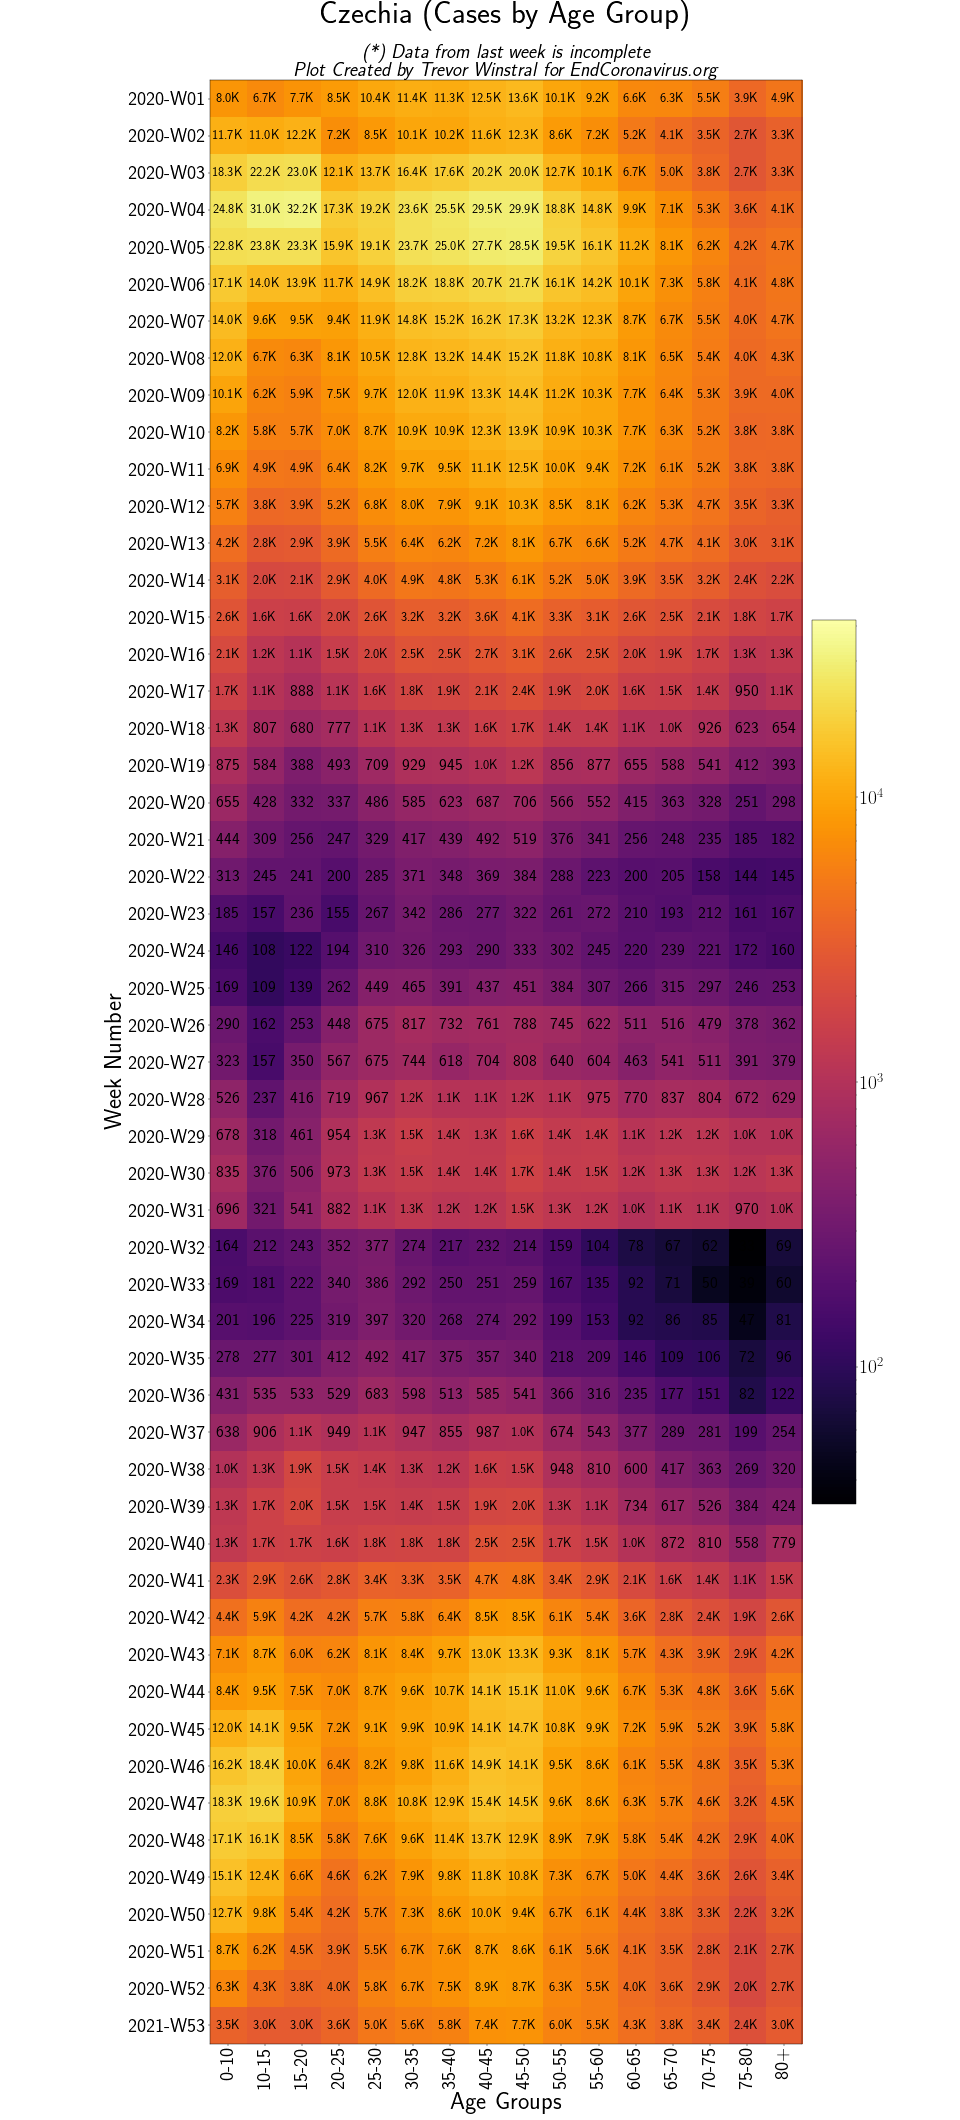 Czechia (Cases by Age Group)
(*) Data from last week is incomplete
Plot Created by Trevor Winstral for EndCoronavirus.org
2020-W01 8.0K 6.7K 7.7K 8.5K 10.4K 11.4K 11.3K 12.5K 13.6K 10.1K 9.2K 6.6K 6.3K 5.5K 3.9K 4.9K
2020-W02 11.7K 11.0K 12.2K 7.2K 8.5K 10.1K 10.2K 11.6K 12.3K 8.6K 7.2K 5.2K 4.1K 3.5K 2.7K 3.3K
2020-W03 18.3K 22.2K 23.0K 12.1K 13.7K 16.4K 17.6K 20.2K 20.0K 12.7K 10.1K 6.7K 5.0K 3.8K 2.7K 3.3K
2020-W04 24.8K 31.0K 32.2K 17.3K 19.2K 23.6K 25.5K 29.5K 29.9K 18.8K 14.8K 9.9K 7.1K 5.3K 3.6K 4.1K
2020-W05 22.8K 23.8K 23.3K 15.9K 19.1K 23.7K 25.0K 27.7K 28.5K 19.5K 16.1K 11.2K 8.1K 6.2K 4.2K 4.7K
2020-W06 17.1K 14.0K 13.9K 11.7K 14.9K 18.2K 18.8K 20.7K 21.7K 16.1K 14.2K 10.1K 7.3K 5.8K 4.1K 4.8K
2020-W07 14.0K 9.6K 9.5K 9.4K 11.9K 14.8K 15.2K 16.2K 17.3K 13.2K 12.3K 8.7K 6.7K 5.5K 4.0K 4.7K
2020-W08 12.0K 6.7K 6.3K 8.1K 10.5K 12.8K 13.2K 14.4K 15.2K 11.8K 10.8K 8.1K 6.5K 5.4K 4.0K 4.3K
2020-W09 10.1K 6.2K 5.9K 7.5K 9.7K 12.0K 11.9K 13.3K 14.4K 11.2K 10.3K 7.7K 6.4K 5.3K 3.9K 4.0K
2020-W10 8.2K 5.8K 5.7K 7.0K 8.7K 10.9K 10.9K 12.3K 13.9K 10.9K 10.3K 7.7K 6.3K 5.2K 3.8K 3.8K
2020-W11 6.9K 4.9K 4.9K 6.4K 8.2K 9.7K 9.5K 11.1K 12.5K 10.0K 9.4K 7.2K 6.1K 5.2K 3.8K 3.8K
2020-W12 5.7K 3.8K 3.9K 5.2K 6.8K 8.0K 7.9K 9.1K 10.3K 8.5K 8.1K 6.2K 5.3K 4.7K 3.5K 3.3K
2020-W13 4.2K 2.8K 2.9K 3.9K 5.5K 6.4K 6.2K 7.2K 8.1K 6.7K 6.6K 5.2K 4.7K 4.1K 3.0K 3.1K
2020-W14 3.1K 2.0K 2.1K 2.9K 4.0K 4.9K 4.8K 5.3K 6.1K 5.2K 5.0K 3.9K 3.5K 3.2K 2.4K 2.2K
2020-W15 2.6K 1.6K 1.6K 2.0K 2.6K 3.2K 3.2K 3.6K 4.1K 3.3K 3.1K 2.6K 2.5K 2.1K 1.8K 1.7K
2020-W16 2.1K 1.2K 1.1K 1.5K 2.0K 2.5K 2.5K 2.7K 3.1K 2.6K 2.5K 2.0K 1.9K 1.7K 1.3K 1.3K
2020-W17 1.7K 1.1K 888 1.1K 1.6K 1.8K 1.9K 2.1K 2.4K 1.9K 2.0K 1.6K 1.5K 1.4K 950 1.1K
2020-W18 1.3K 807 680 777 1.1K 1.3K 1.3K 1.6K 1.7K 1.4K 1.4K 1.1K 1.0K 926 623 654
2020-W19 875 584 388 493 709 929 945 1.0K 1.2K 856 877 655 588 541 412 393
2020-W20 655 428 332 337 486 585 623 687 706 566 552 415 363 328 251 298
2020-W21 444 309 256 247 329 417 439 492 519 376 341 256 248 235 185 182
2020-W22 313 245 241 200 285 371 348 369 384 288 223 200 205 158 144 145
2020-W23 185 157 236 155 267 342 286 277 322 261 272 210 193 212 161 167
2020-W24 146 108 122 194 310 326 293 290 333 302 245 220 239 221 172 160
2020-W25 169 109 139 262 449 465 391 437 451 384 307 266 315 297 246 253
2020-W26 290 162 253 448 675 817 732 761 788 745 622 511 516 479 378 362
2020-W27 323 157 350 567 675 744 618 704 808 640 604 463 541 511 391 379
2020-W28 526 237 416 719 967 1.2K 1.1K 1.1K 1.2K 1.1K 975 770 837 804 672 629
2020-W29 678 318 461 954 1.3K 1.5K 1.4K 1.3K 1.6K 1.4K 1.4K 1.1K 1.2K 1.2K 1.0K 1.0K
2020-W30 835 376 506 973 1.3K 1.5K 1.4K 1.4K 1.7K 1.4K 1.5K 1.2K 1.3K 1.3K 1.2K 1.3K
2020-W31 696 321 541 882 1.1K 1.3K 1.2K 1.2K 1.5K 1.3K 1.2K 1.0K 1.1K 1.1K 970 1.0K
2020-W32 164 212 243 352 377 274 217 232 214 159 104 78 67 62 69
2020-W33 169 181 222 340 386 292 250 251 259 167 135 92 71 60
2020-W34 201 196 225 319 397 320 268 274 292 199 153 92 86 85 47 81
2020-W35 278 277 301 412 492 417 375 357 340 218 209 146 109 106 72 96
2020-W36 431 535 533 529 683 598 513 585 541 366 316 235 177 151 82 122
2020-W37 638 906 1.1K 949 1.1K 947 855 987 1.0K 674 543 377 289 281 199 254
2020-W38 1.0K 1.3K 1.9K 1.5K 1.4K 1.3K 1.2K 1.6K 1.5K 948 810 600 417 363 269 320
2020-W39 1.3K 1.7K 2.0K 1.5K 1.5K 1.4K 1.5K 1.9K 2.0K 1.3K 1.1K 734 617 526 384 424
2020-W40 1.3K 1.7K 1.7K 1.6K 1.8K 1.8K 1.8K 2.5K 2.5K 1.7K 1.5K 1.0K 872 810 558 779
2020-W41 2.3K 2.9K 2.6K 2.8K 3.4K 3.3K 3.5K 4.7K 4.8K 3.4K 2.9K 2.1K 1.6K 1.4K 1.1K 1.5K
2020-W42 4.4K 5.9K 4.2K 4.2K 5.7K 5.8K 6.4K 8.5K 8.5K 6.1K 5.4K 3.6K 2.8K 2.4K 1.9K 2.6K
2020-W43 7.1K 8.7K 6.0K 6.2K 8.1K 8.4K 9.7K 13.0K 13.3K 9.3K 8.1K 5.7K 4.3K 3.9K 2.9K 4.2K
2020-W44 8.4K 9.5K 7.5K 7.0K 8.7K 9.6K 10.7K 14.1K 15.1K 11.0K 9.6K 6.7K 5.3K 4.8K 3.6K 5.6K
2020-W45 12.0K 14.1K 9.5K 7.2K 9.1K 9.9K 10.9K 14.1K 14.7K 10.8K 9.9K 7.2K 5.9K 5.2K 3.9K 5.8K
2020-W46 16.2K 18.4K 10.0K 6.4K 8.2K 9.8K 11.6K 14.9K 14.1K 9.5K 8.6K 6.1K 5.5K 4.8K 3.5K 5.3K
2020-W47 18.3K 19.6K 10.9K 7.0K 8.8K 10.8K 12.9K 15.4K 14.5K 9.6K 8.6K 6.3K 5.7K 4.6K 3.2K 4.5K
2020-W48 17.1K 16.1K 8.5K 5.8K 7.6K 9.6K 11.4K 13.7K 12.9K 8.9K 7.9K 5.8K 5.4K 4.2K 2.9K 4.0K
2020-W49 15.1K 12.4K 6.6K 4.6K 6.2K 7.9K 9.8K 11.8K 10.8K 7.3K 6.7K 5.0K 4.4K 3.6K 2.6K 3.4K
2020-W50 12.7K 9.8K 5.4K 4.2K 5.7K 7.3K 8.6K 10.0K 9.4K 6.7K 6.1K 4.4K 3.8K 3.3K 2.2K 3.2K
2020-W51 8.7K 6.2K 4.5K 3.9K 5.5K 6.7K 7.6K 8.7K 8.6K 6.1K 5.6K 4.1K 3.5K 2.8K 2.1K 2.7K
2020-W52 6.3K 4.3K 3.8K 4.0K 5.8K 6.7K 7.5K 8.9K 8.7K 6.3K 5.5K 4.0K 3.6K 2.9K 2.0K 2.7K
2021-W53 3.5K 3.0K 3.0K 3.6K 5.0K 5.6K 5.8K 7.4K 7.7K 6.0K 5.5K 4.3K 3.8K 3.4K 2.4K 3.0K
0-10 10-15 15-20 20-25 25-30 30-35 35-40 40-45 45-50 50-55 55-60 60-65 65-70 70-75 75-80 80+
Age Groups
Week Number
10^4
10^3
10^2